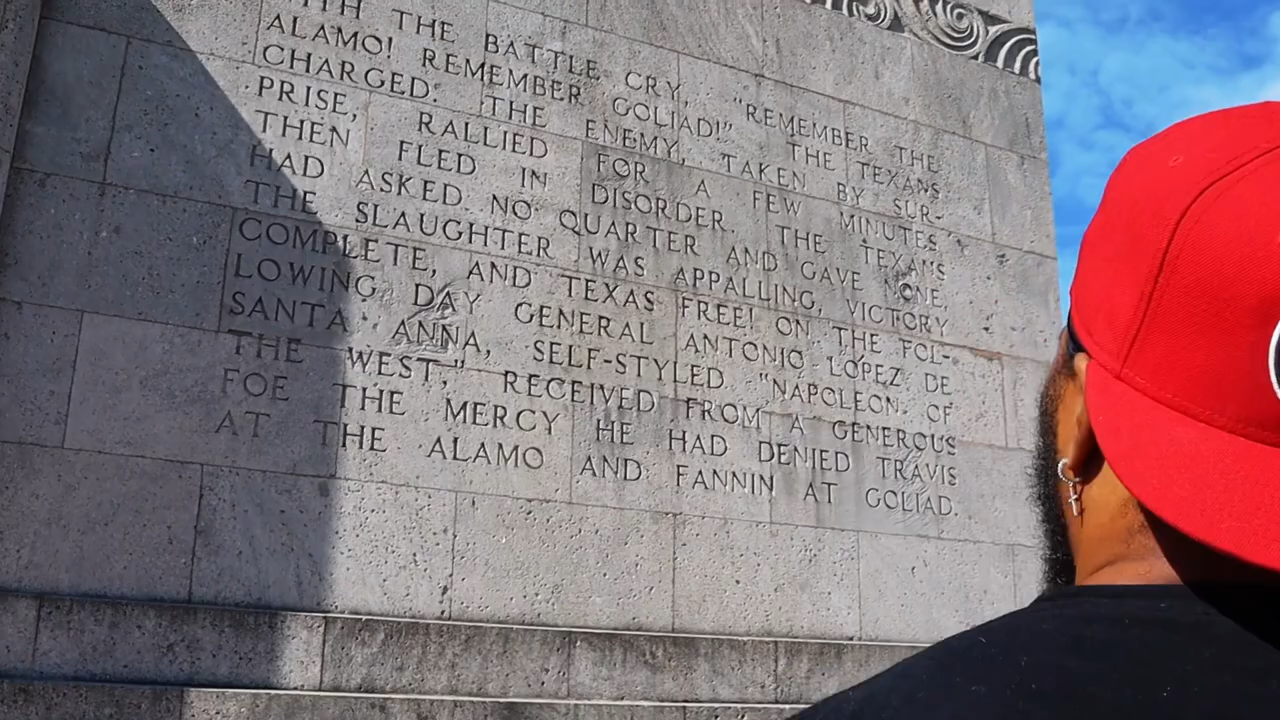 WITH THE BATTLE CRY, "REMEMBER THE
ALAMO! REMEMBER GOLIAD!" THE TEXANS
CHARGED. THE ENEMY, TAKEN BY SUR-
PRISE, RALLIED FOR A FEW MINUTES
THEN FLED IN DISORDER. THE TEXANS
HAD ASKED NO QUARTER AND GAVE NONE.
THE SLAUGHTER WAS APPALLING, VICTORY
COMPLETE, AND TEXAS FREE! ON THE FOL-
LOWING DAY GENERAL ANTONIO LOPEZ DE
SANTA ANNA, SELF-STYLED "NAPOLEON OF
THE WEST," RECEIVED FROM A GENEROUS
FOE THE MERCY HE HAD DENIED TRAVIS
AT THE ALAMO AND FANNIN AT GOLIAD.